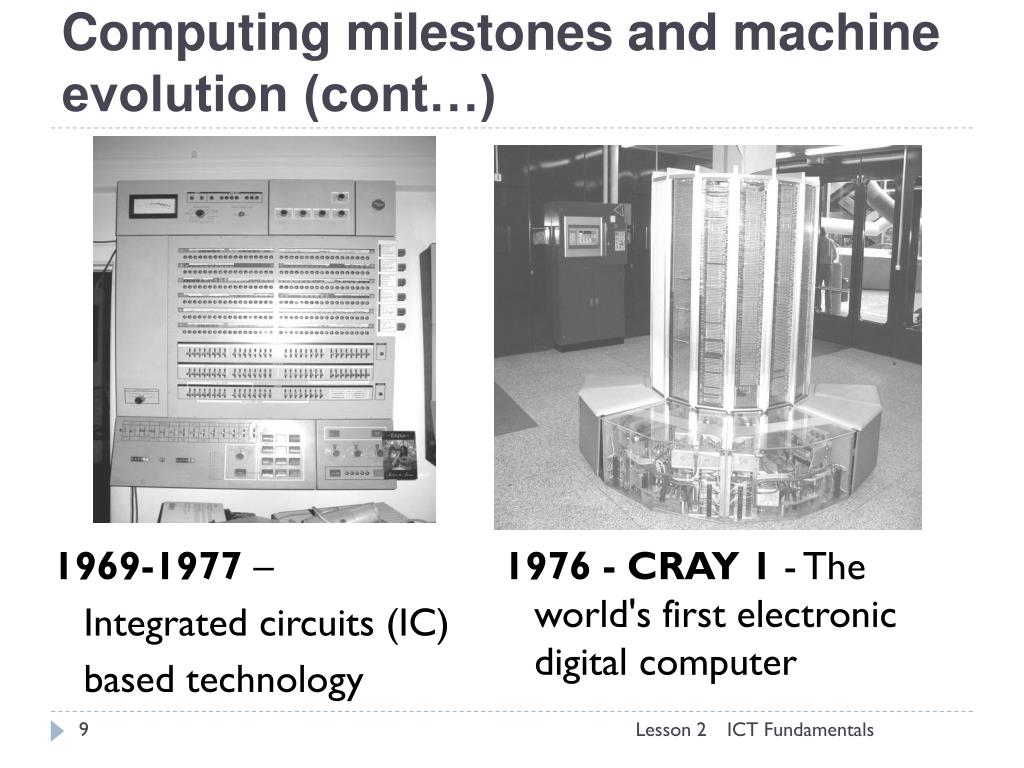 Computing milestones and machine
evolution (cont…)
1969-1977 –
Integrated circuits (IC)
based technology
1976 - CRAY 1 - The
world's first electronic
digital computer
9
Lesson 2 ICT Fundamentals